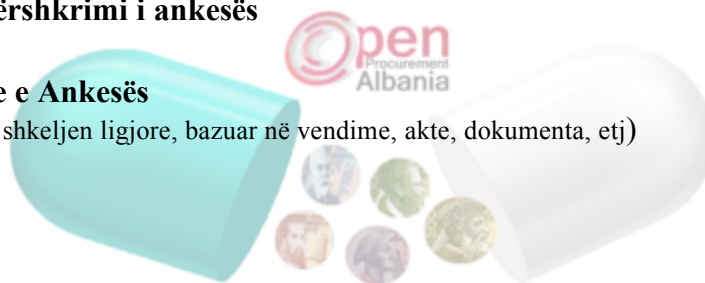 ërshkrimi i ankesës
Open
Procurement
Albania
e e Ankesës
shkeljen ligjore, bazuar në vendime, akte, dokumenta, etj)